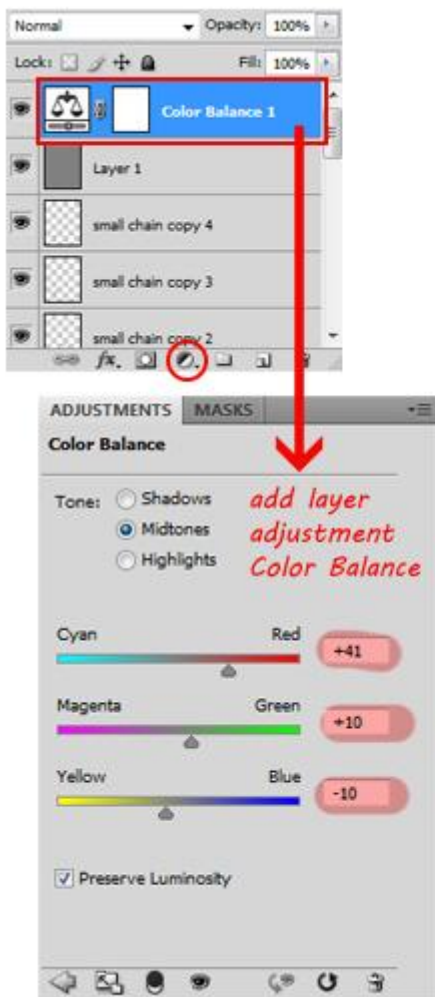 Normal Opacity: 100%
Lock: Fill: 100%
Color Balance 1
Layer 1
small chain copy 4
small chain copy 3
small chain copy 2
fx.
ADJUSTMENTS MASKS
Color Balance
Tone: Shadows
Midtones
Highlights
add layer
adjustment
Color Balance
Cyan Red +41
Magenta Green +10
Yellow Blue -10
Preserve Luminosity